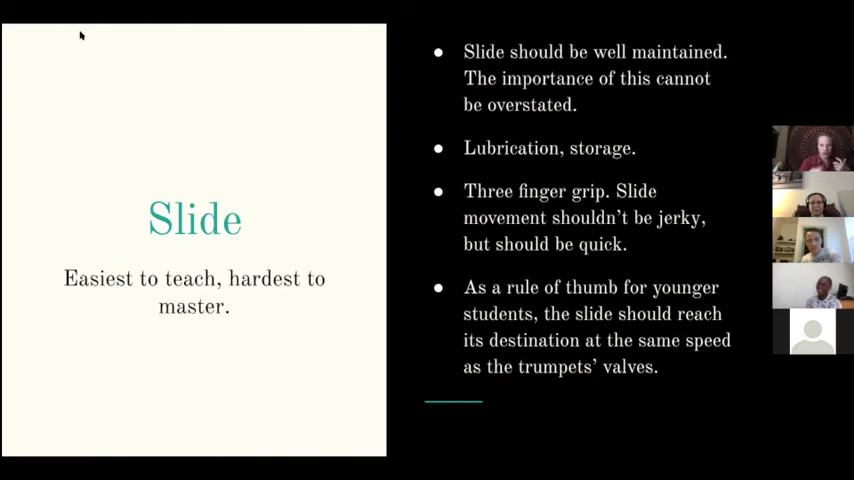 Slide
Easiest to teach, hardest to
master.
● Slide should be well maintained.
The importance of this cannot
be overstated.
● Lubrication, storage.
● Three finger grip. Slide
movement shouldn’t be jerky,
but should be quick.
● As a rule of thumb for younger
students, the slide should reach
its destination at the same speed
as the trumpets’ valves.